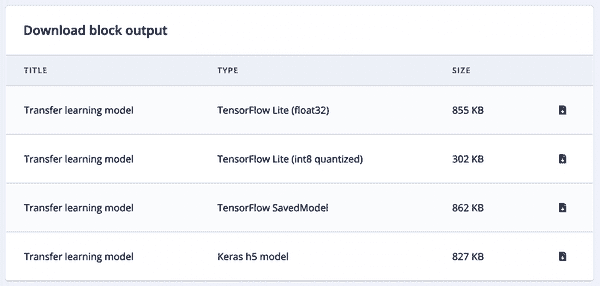 Download block output
TITLE TYPE SIZE
Transfer learning model TensorFlow Lite (float32) 855 KB
Transfer learning model TensorFlow Lite (int8 quantized) 302 KB
Transfer learning model TensorFlow SavedModel 862 KB
Transfer learning model Keras h5 model 827 KB